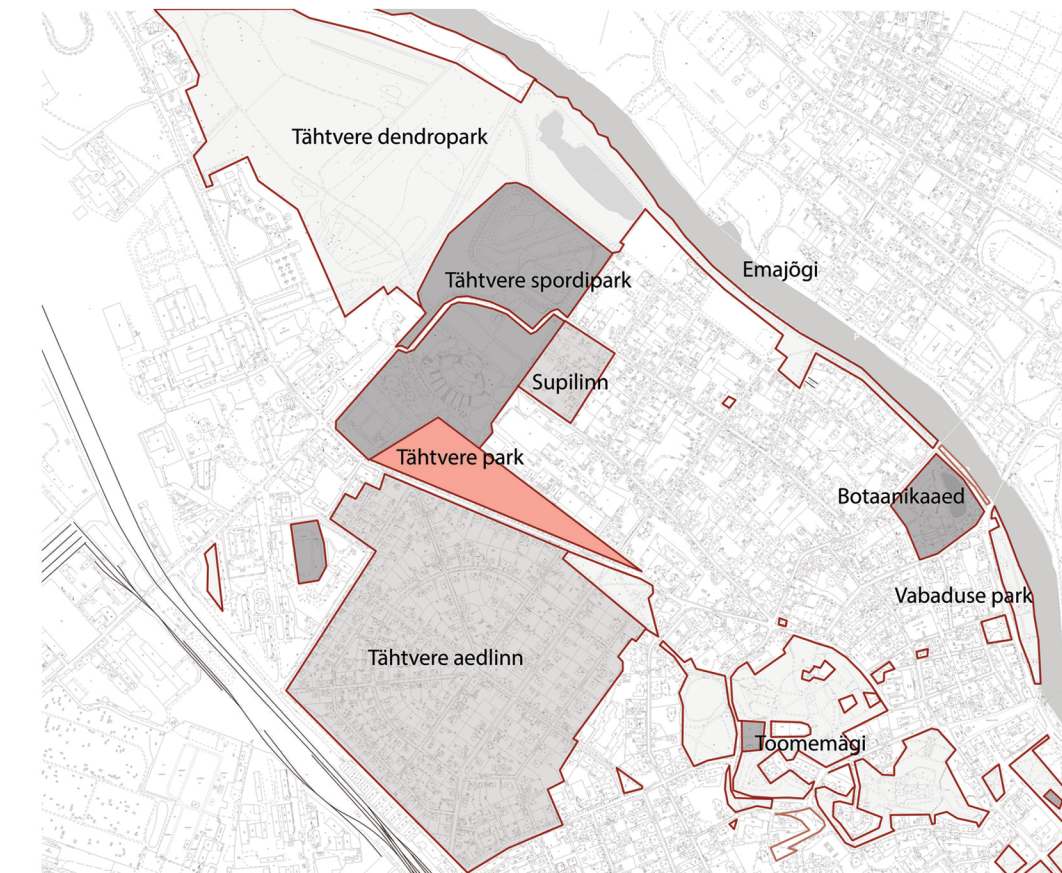 Tähtvere dendropark
Emajõgi
Tähtvere spordipark
Supilinn
Tähtvere park
Botaanikaaed
Vabaduse park
Tähtvere aedlinn
Toomemägi